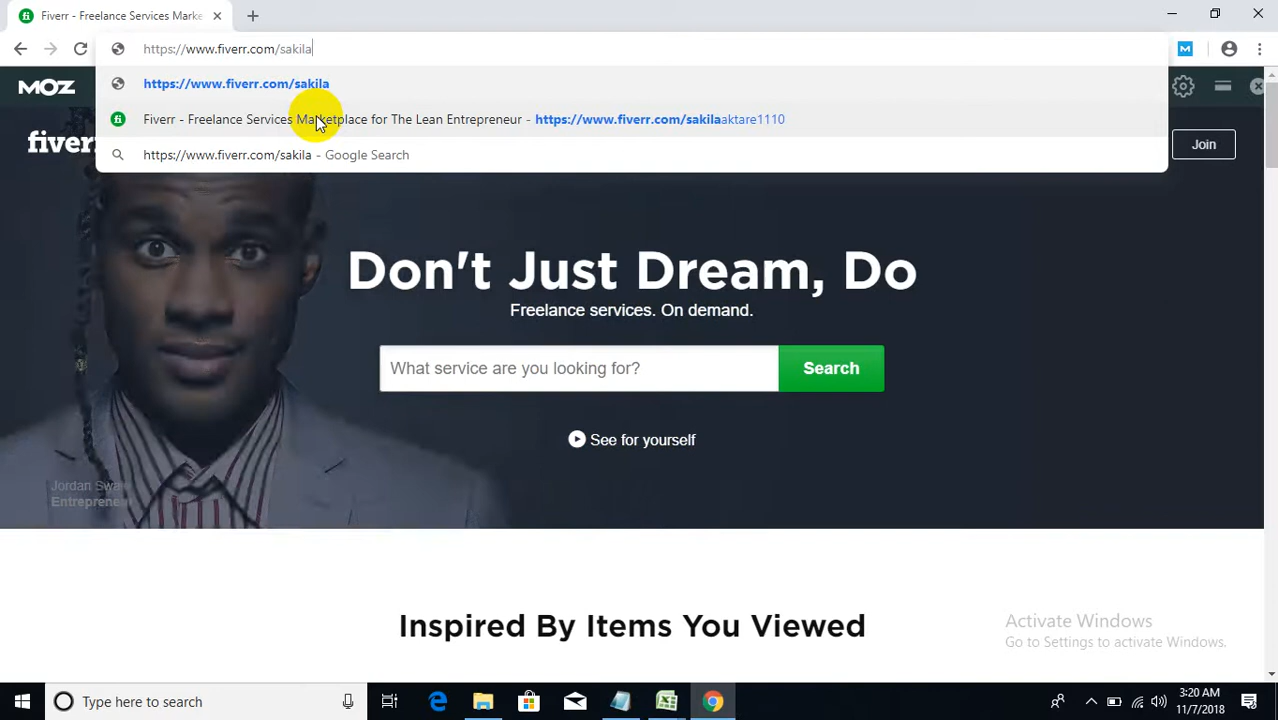 Fiverr - Freelance Services Marke
https://www.fiverr.com/sakila
https://www.fiverr.com/sakila
Fiverr - Freelance Services Marketplace for The Lean Entrepreneur - https://www.fiverr.com/sakilaaktare1110
https://www.fiverr.com/sakila - Google Search
MOZ
fiverr
Join
Don't Just Dream, Do
Freelance services. On demand.
What service are you looking for?
Search
See for yourself
Jordan Swa
Entrepreneur
Inspired By Items You Viewed
Activate Windows
Go to Settings to activate Windows.
Type here to search
3:20 AM
11/7/2018